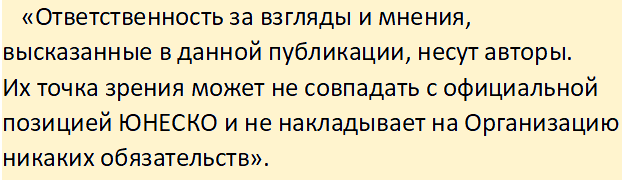 «Ответственность за взгляды и мнения,
высказанные в данной публикации, несут авторы.
Их точка зрения может не совпадать с официальной
позицией ЮНЕСКО и не накладывает на Организацию
никаких обязательств».